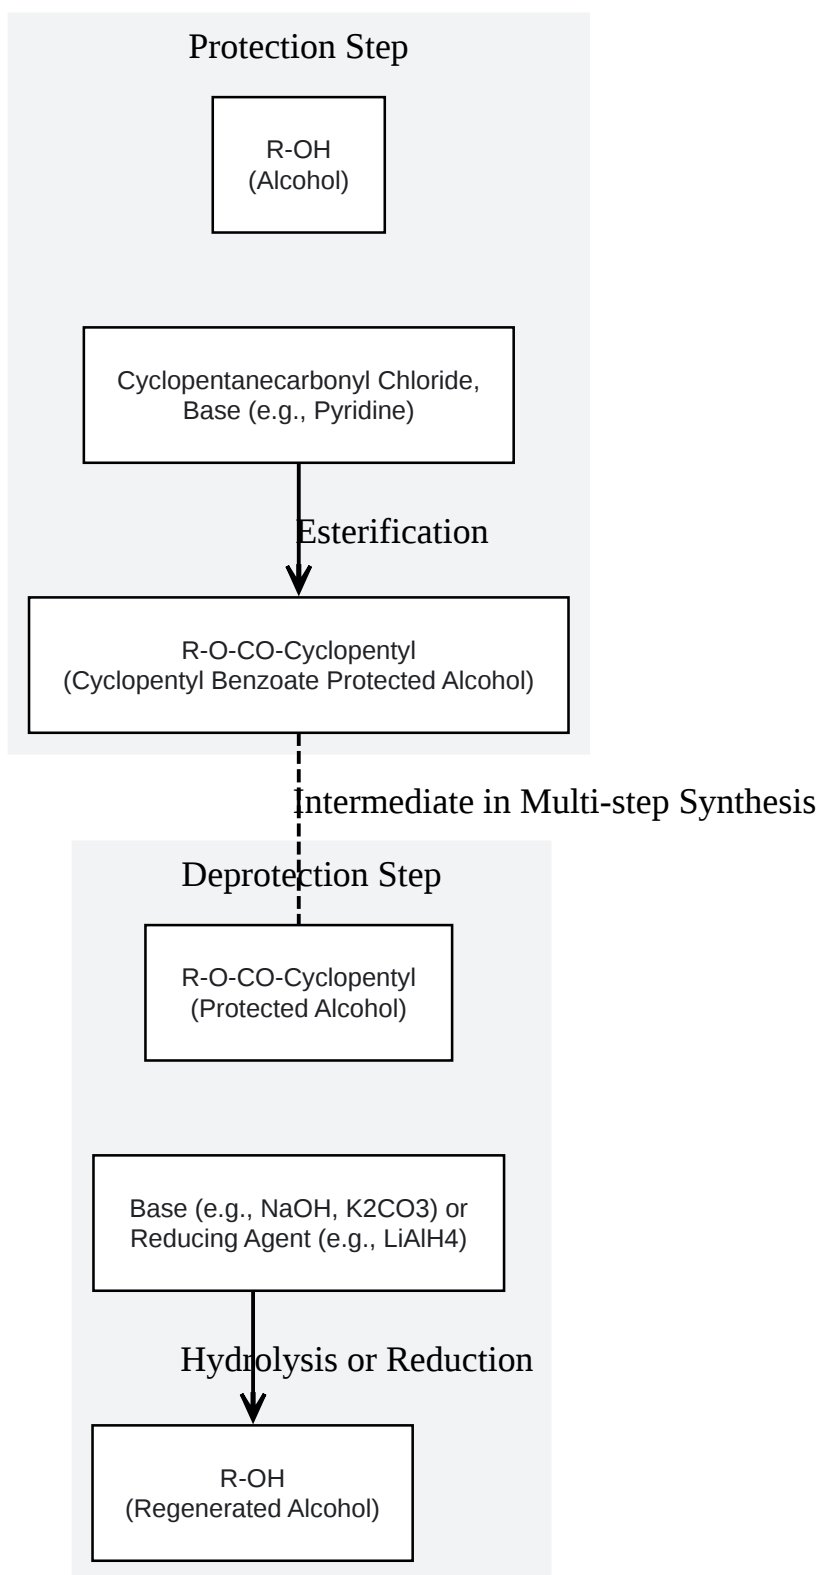 Protection Step
R-OH
(Alcohol)
Cyclopentanecarbonyl Chloride,
Base (e.g., Pyridine)
Esterification
R-O-CO-Cyclopentyl
(Cyclopentyl Benzoate Protected Alcohol)
Intermediate in Multi-step Synthesis
Deprotection Step
R-O-CO-Cyclopentyl
(Protected Alcohol)
Base (e.g., NaOH, K2CO3) or
Reducing Agent (e.g., LiAlH4)
Hydrolysis or Reduction
R-OH
(Regenerated Alcohol)